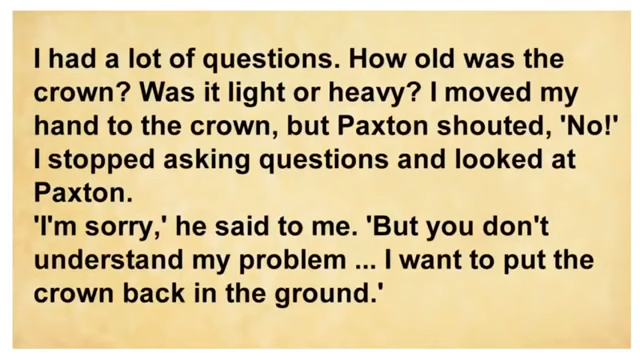 I had a lot of questions. How old was the
crown? Was it light or heavy? I moved my
hand to the crown, but Paxton shouted, 'No!'
I stopped asking questions and looked at
Paxton.
'I'm sorry,' he said to me. 'But you don't
understand my problem ... I want to put the
crown back in the ground.'